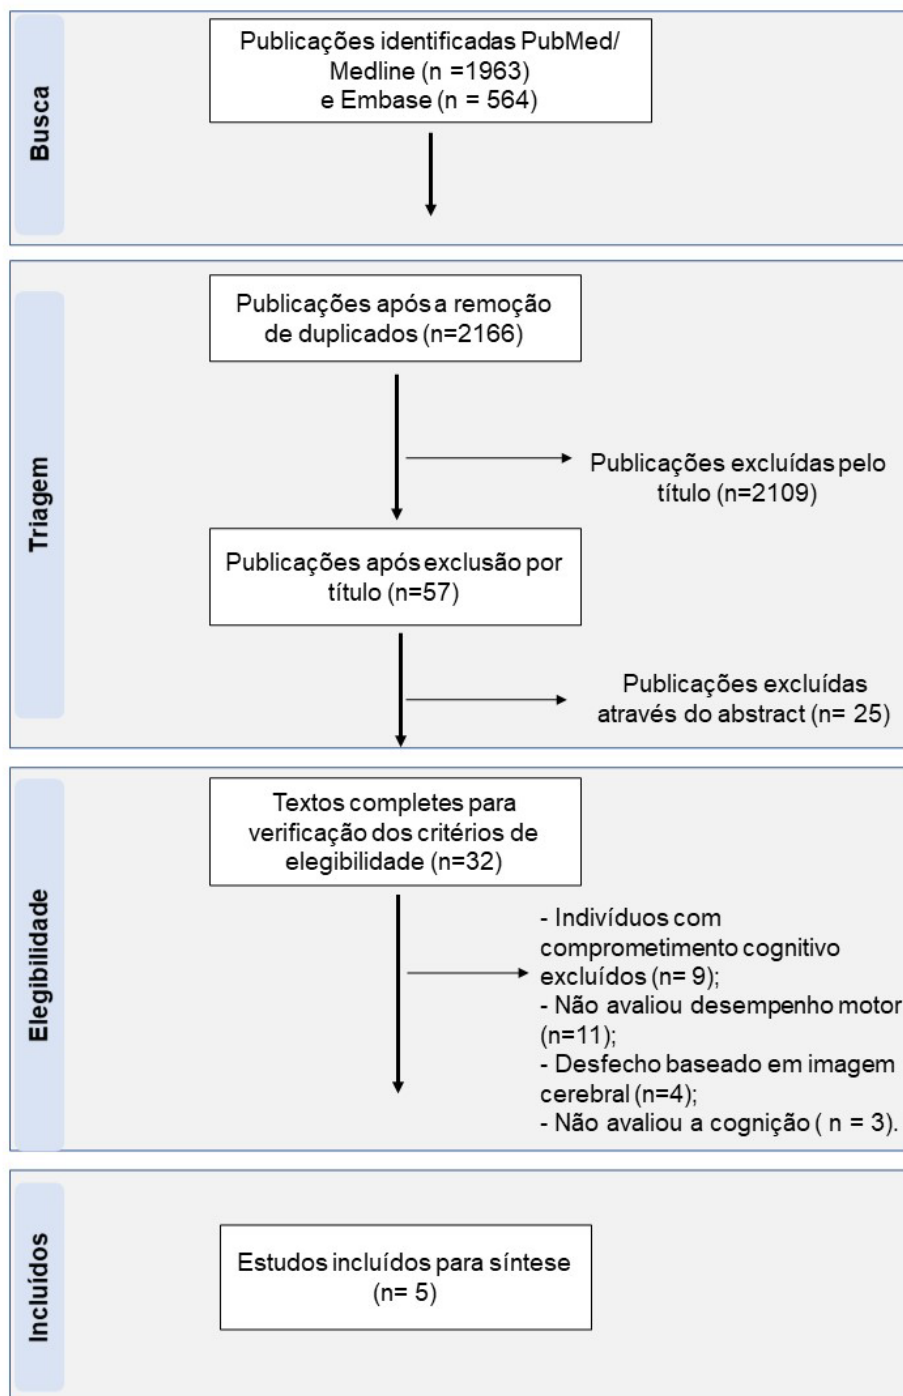 Busca
Publicações identificadas PubMed/
Medline (n =1963)
e Embase (n = 564)
Triagem
Publicações após a remoção
de duplicados (n=2166)
Publicações excluídas pelo
título (n=2109)
Publicações após exclusão por
título (n=57)
Publicações excluídas
através do abstract (n= 25)
Elegibilidade
Textos completes para
verificação dos critérios de
elegibilidade (n=32)
- Indivíduos com
comprometimento cognitivo
excluídos (n= 9);
- Não avaliou desempenho motor
(n=11);
- Desfecho baseado em imagem
cerebral (n=4);
- Não avaliou a cognição ( n = 3).
Incluídos
Estudos incluídos para síntese
(n= 5)